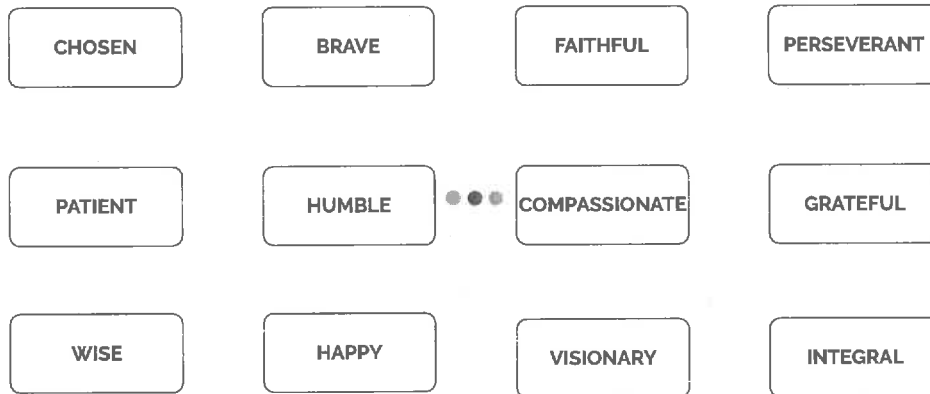 CHOSEN BRAVE FAITHFUL PERSEVERANT
PATIENT HUMBLE COMPASSIONATE GRATEFUL
WISE HAPPY VISIONARY INTEGRAL